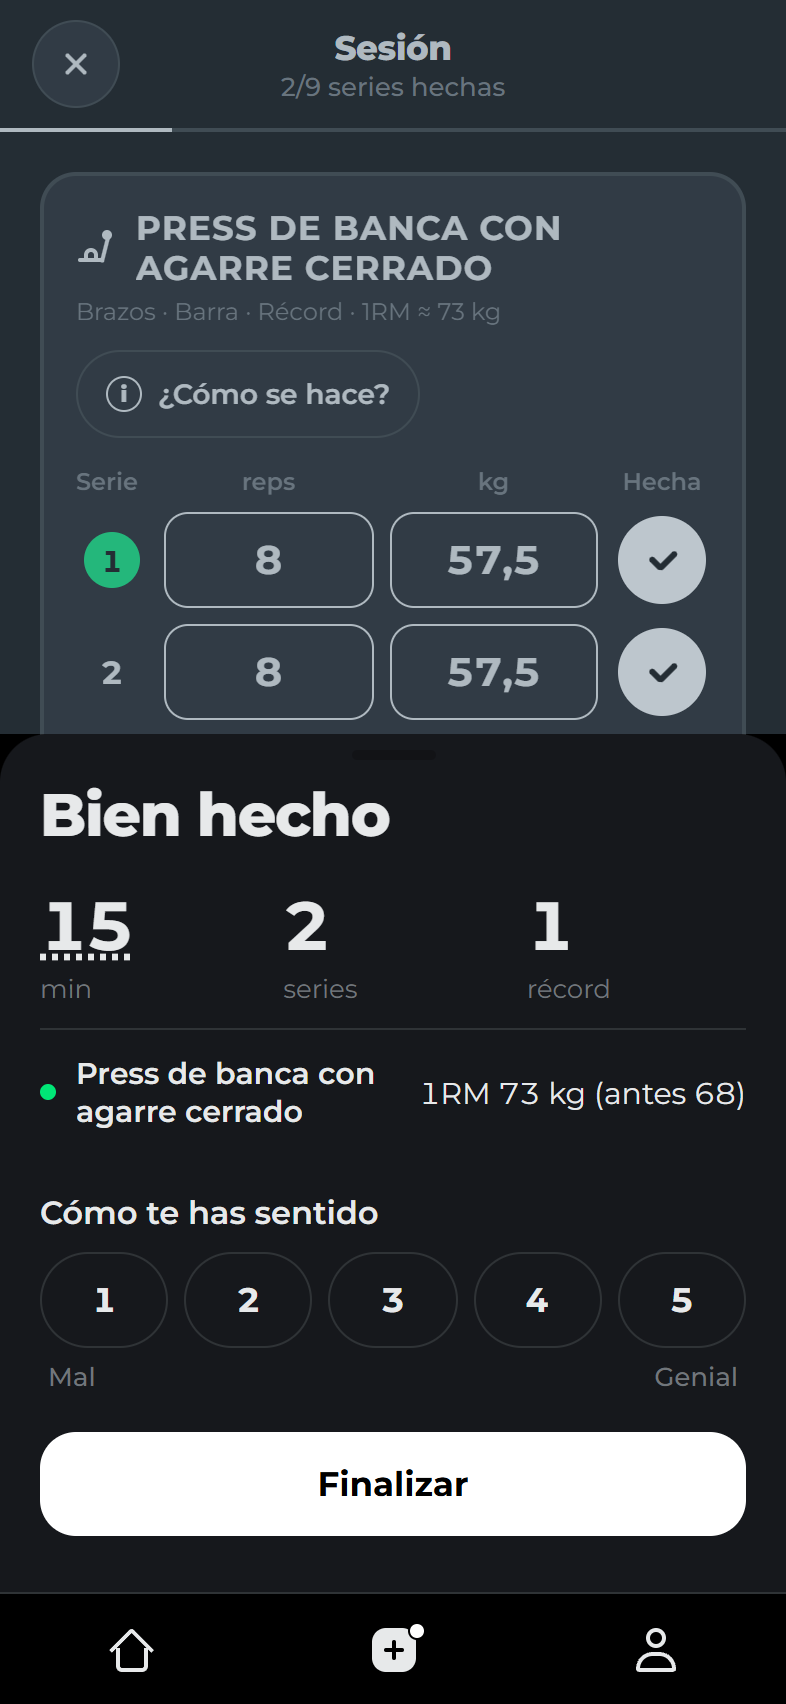 Sesión
2/9 series hechas
PRESS DE BANCA CON
AGARRE CERRADO
Brazos · Barra · Récord · 1RM ≈ 73 kg
¿Cómo se hace?
Serie reps kg Hecha
1 8 57,5
2 8 57,5
Bien hecho
15 2 1
min series récord
Press de banca con
agarre cerrado
1RM 73 kg (antes 68)
Cómo te has sentido
1 2 3 4 5
Mal Genial
Finalizar